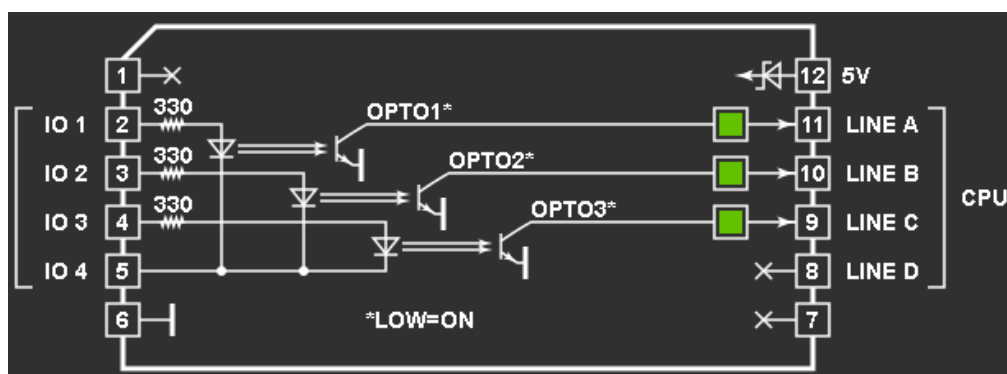 1
12 5V
330
IO 1 2 OPTO1* 11 LINE A
330
IO 2 3 OPTO2* 10 LINE B
330
IO 3 4 OPTO3* 9 LINE C
CPU
IO 4 5 8 LINE D
6 *LOW=ON 7